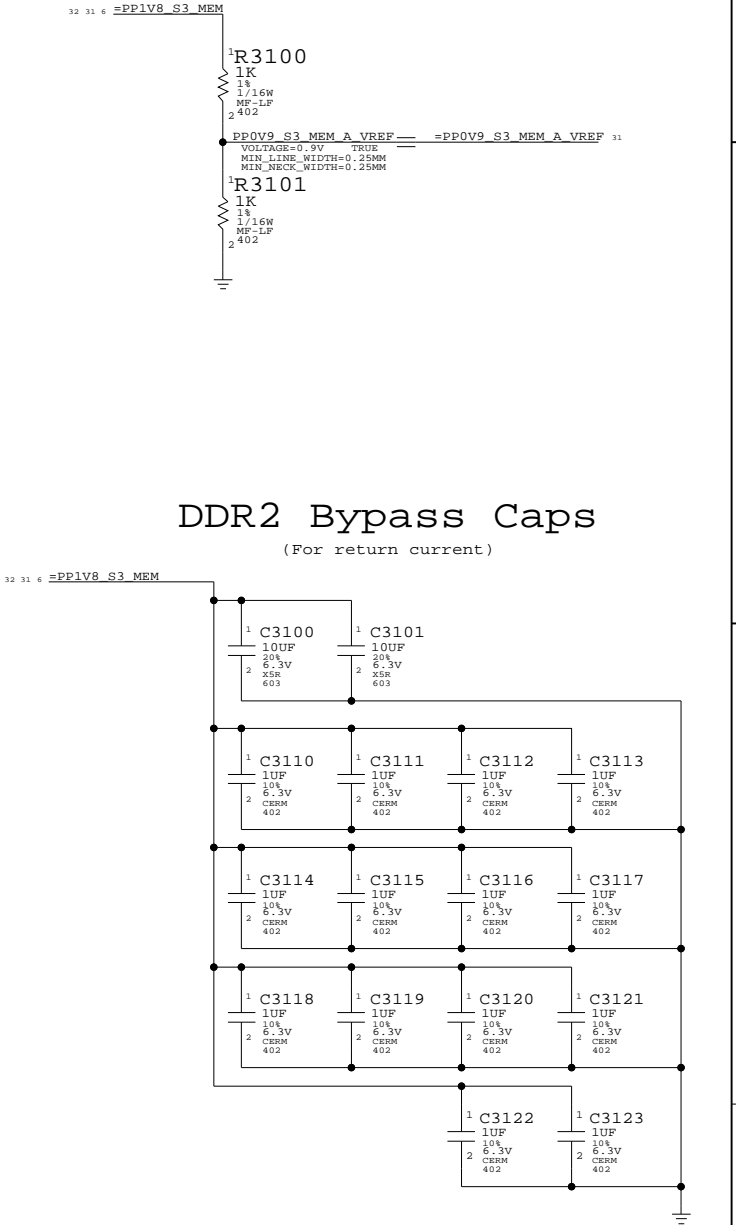 32 31 6 =PP1V8_S3_MEM
1 R3100
1K
1%
1/16W
MF-LF
2 402
PP0V9_S3_MEM_A_VREF =PP0V9_S3_MEM_A_VREF 31
VOLTAGE=0.9V TRUE
MIN_LINE_WIDTH=0.25MM
MIN_NECK_WIDTH=0.25MM
1 R3101
1K
1%
1/16W
MF-LF
2 402
DDR2 Bypass Caps
(For return current)
32 31 6 =PP1V8_S3_MEM
1 C3100 1 C3101
10UF 10UF
20% 20%
2 6.3V 2 6.3V
X5R X5R
603 603
1 C3110 1 C3111 1 C3112 1 C3113
1UF 1UF 1UF 1UF
10% 10% 10% 10%
2 6.3V 2 6.3V 2 6.3V 2 6.3V
CERM CERM CERM CERM
402 402 402 402
1 C3114 1 C3115 1 C3116 1 C3117
1UF 1UF 1UF 1UF
10% 10% 10% 10%
2 6.3V 2 6.3V 2 6.3V 2 6.3V
CERM CERM CERM CERM
402 402 402 402
1 C3118 1 C3119 1 C3120 1 C3121
1UF 1UF 1UF 1UF
10% 10% 10% 10%
2 6.3V 2 6.3V 2 6.3V 2 6.3V
CERM CERM CERM CERM
402 402 402 402
1 C3122 1 C3123
1UF 1UF
10% 10%
2 6.3V 2 6.3V
CERM CERM
402 402